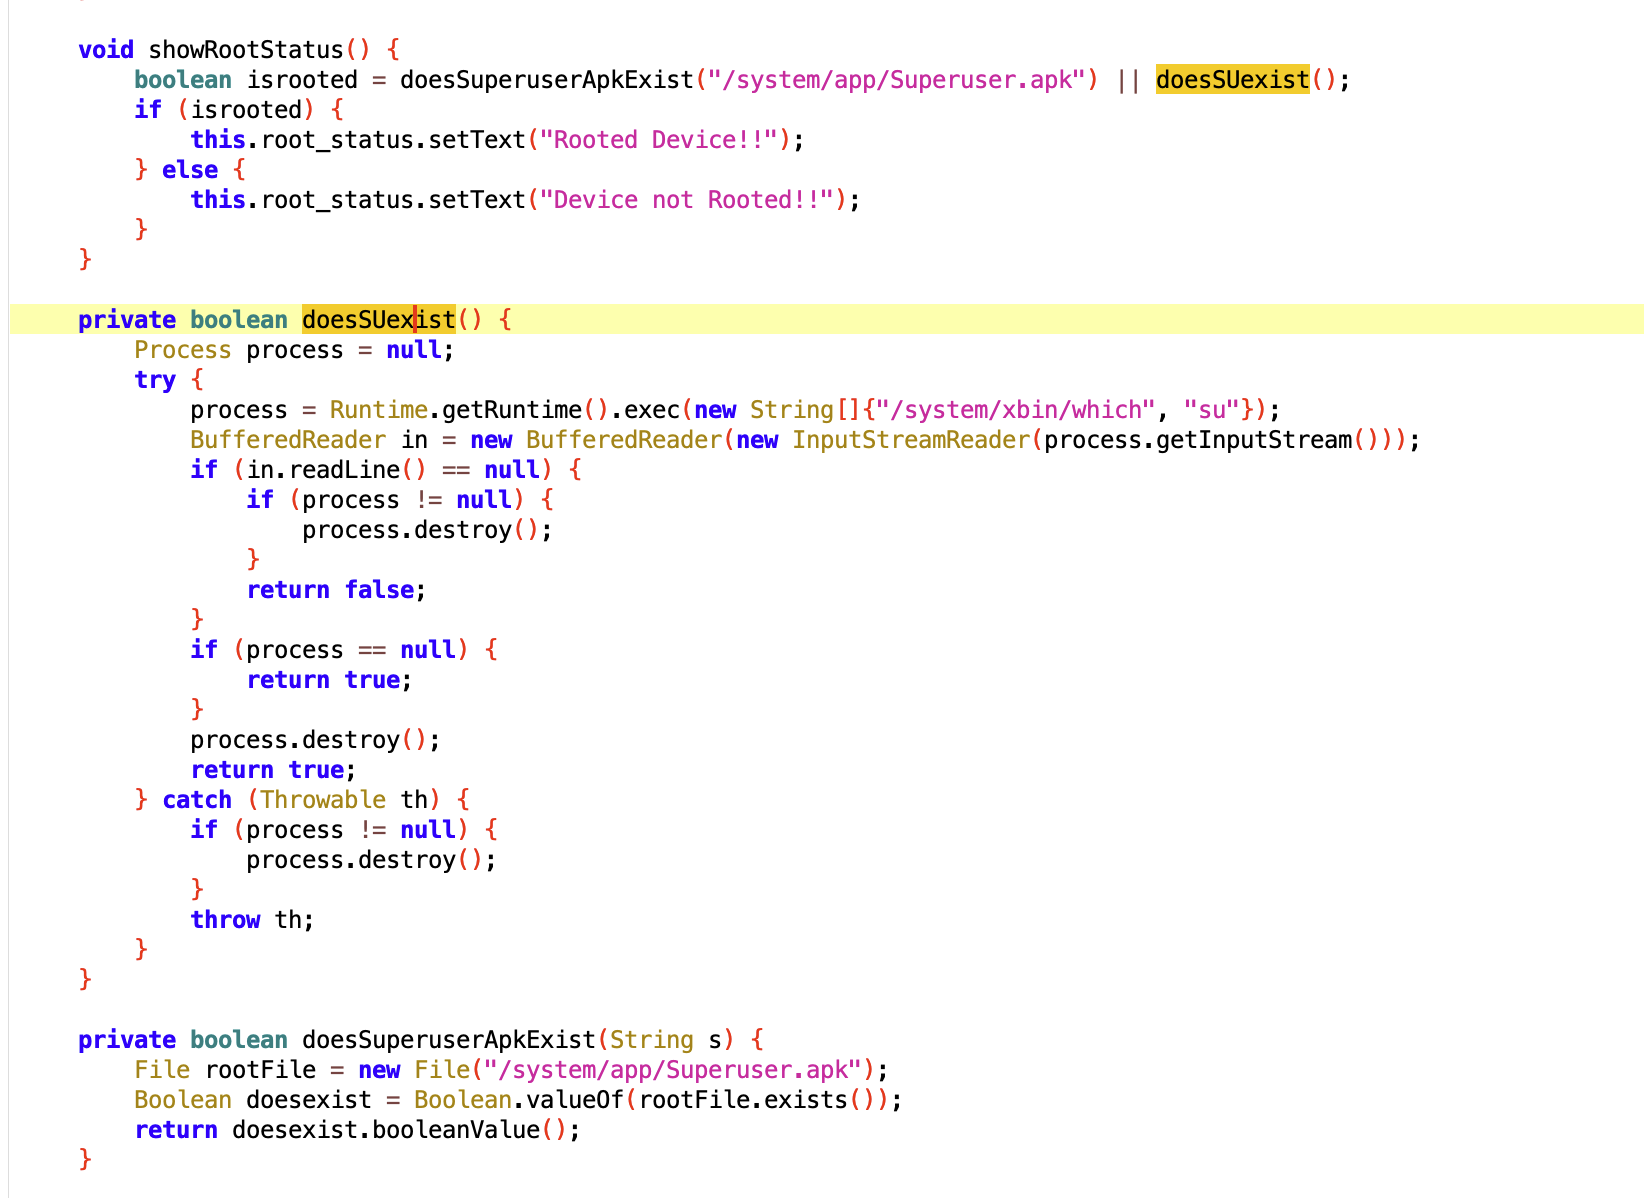 void showRootStatus() {
boolean isrooted = doesSuperuserApkExist("/system/app/Superuser.apk") || doesSUexist();
if (isrooted) {
this.root_status.setText("Rooted Device!!");
} else {
this.root_status.setText("Device not Rooted!!");
}
}
private boolean doesSUexist() {
Process process = null;
try {
process = Runtime.getRuntime().exec(new String[]{"/system/xbin/which", "su"});
BufferedReader in = new BufferedReader(new InputStreamReader(process.getInputStream()));
if (in.readLine() == null) {
if (process != null) {
process.destroy();
}
return false;
}
if (process == null) {
return true;
}
process.destroy();
return true;
} catch (Throwable th) {
if (process != null) {
process.destroy();
}
throw th;
}
}
private boolean doesSuperuserApkExist(String s) {
File rootFile = new File("/system/app/Superuser.apk");
Boolean doesexist = Boolean.valueOf(rootFile.exists());
return doesexist.booleanValue();
}